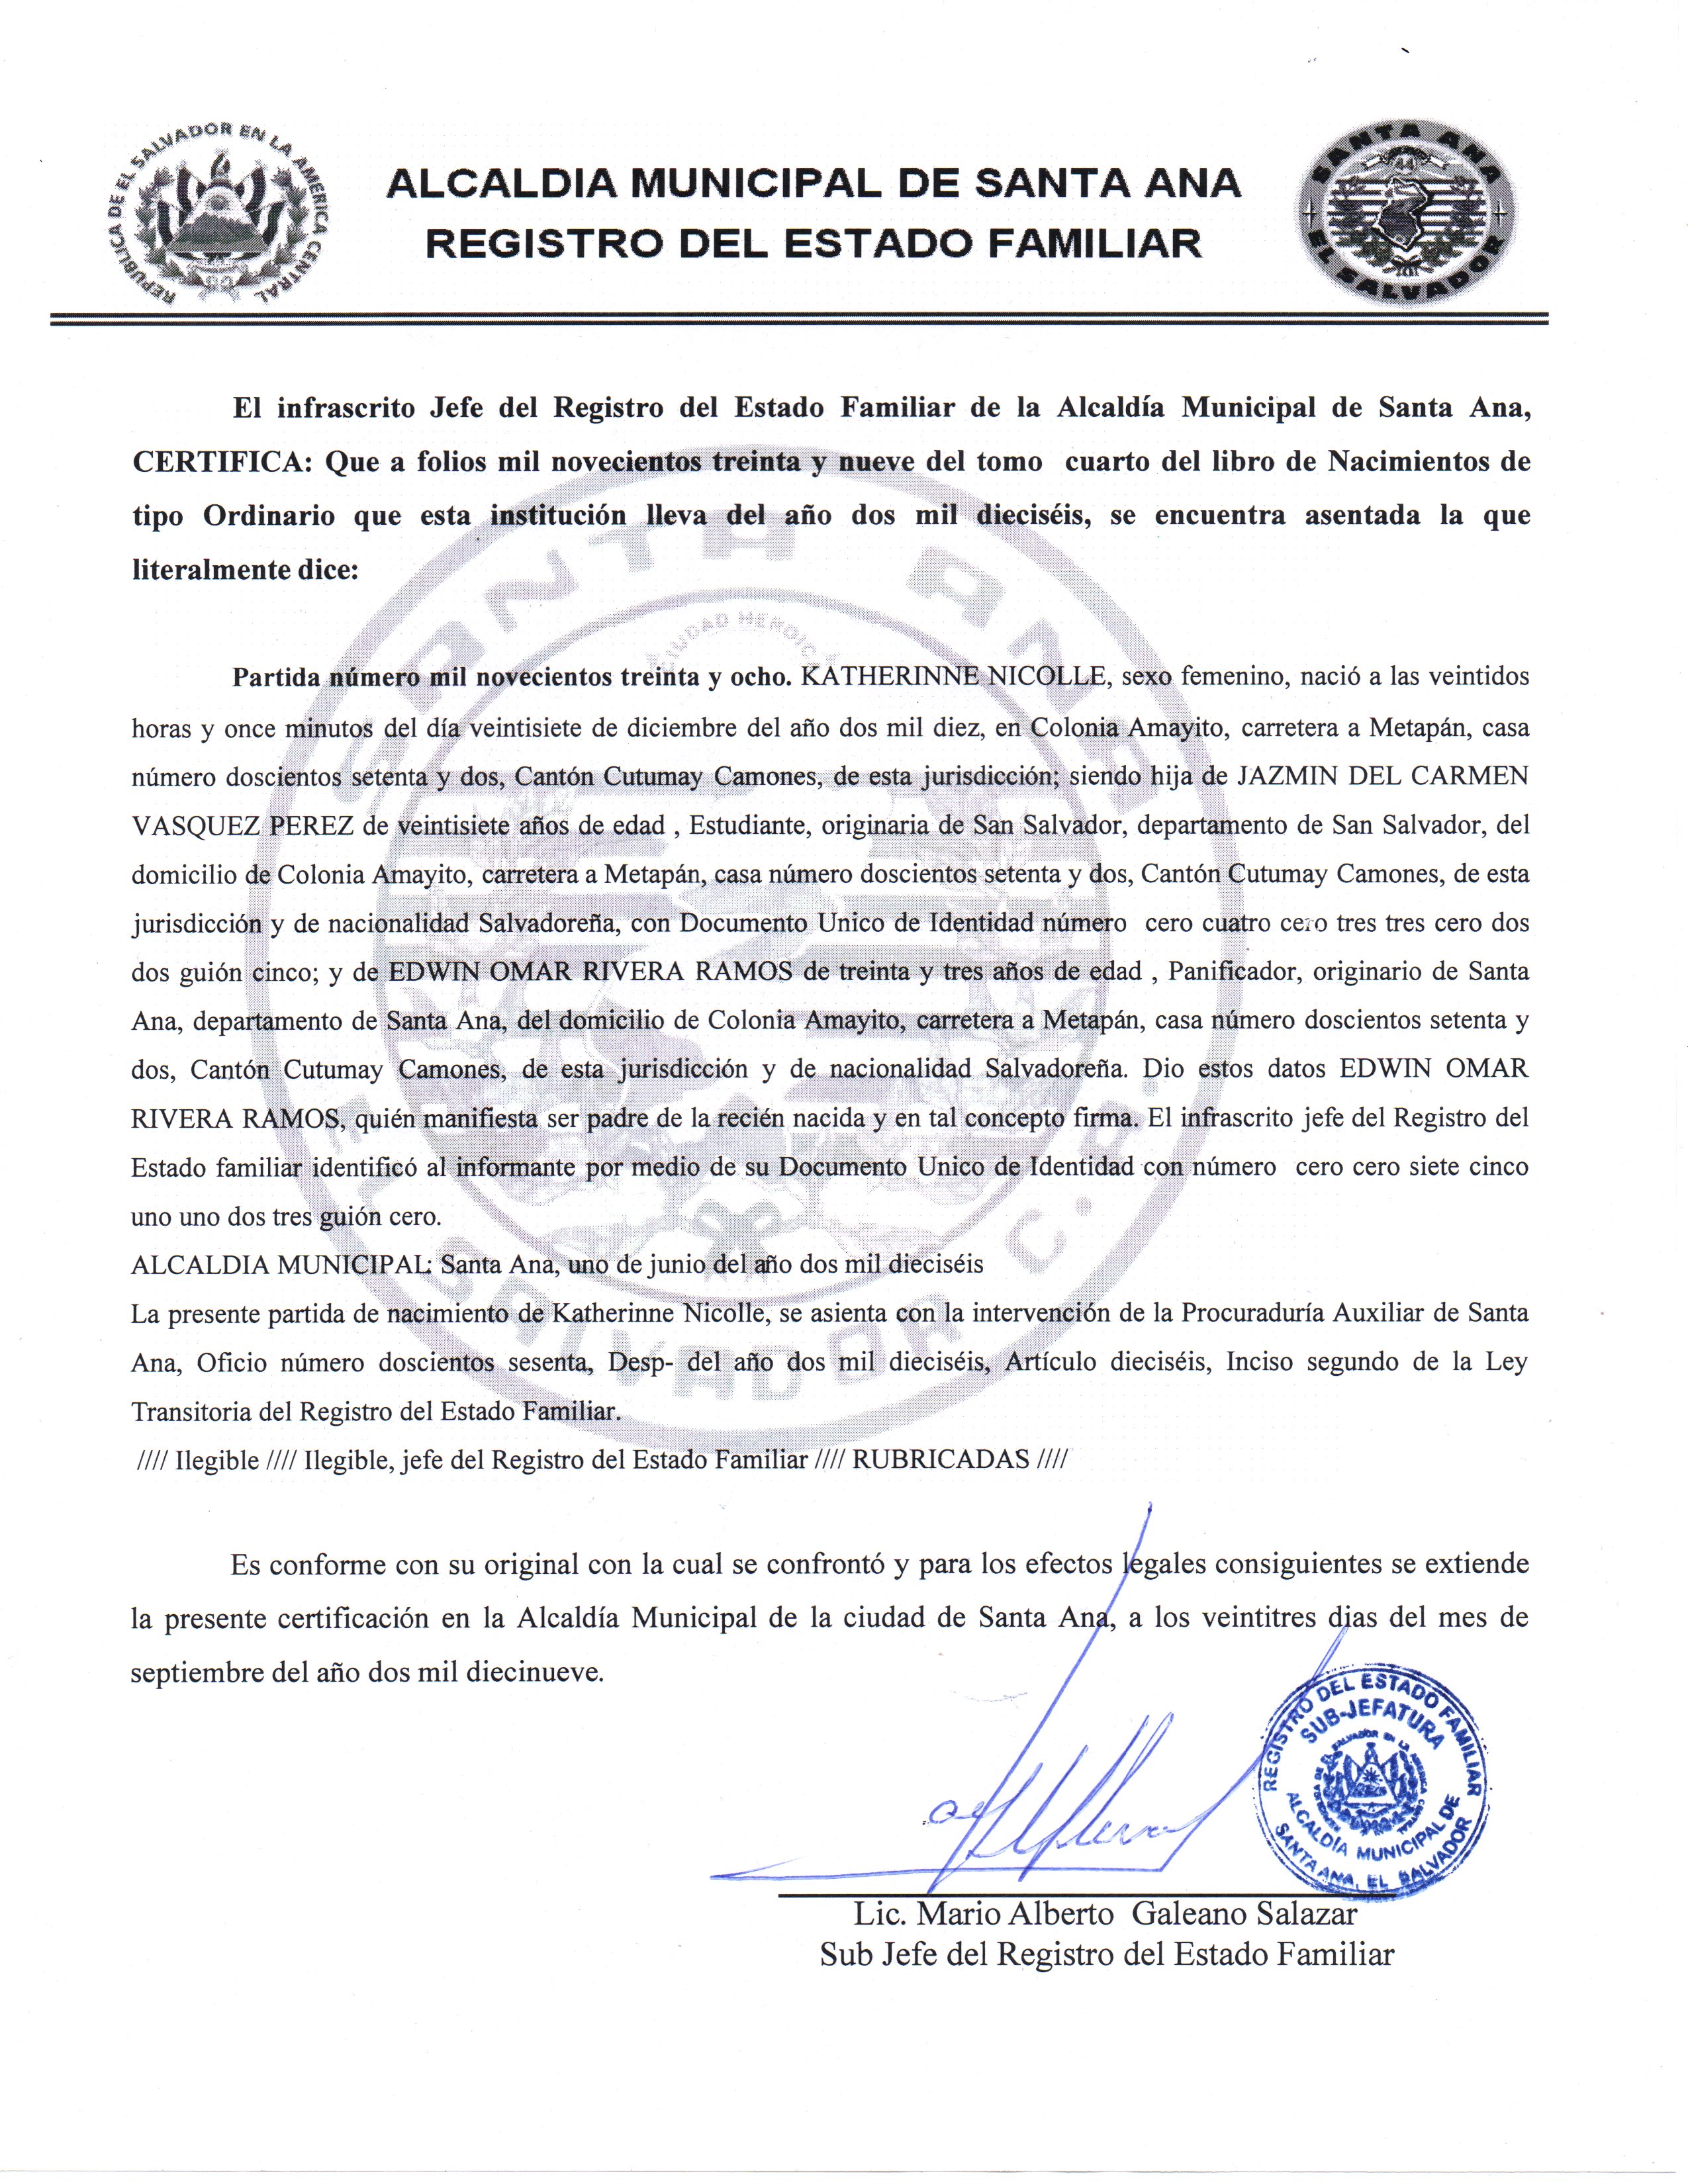 REPÚBLICA DE EL SALVADOR EN LA AMERICA CENTRAL
ALCALDIA MUNICIPAL DE SANTA ANA
REGISTRO DEL ESTADO FAMILIAR
SANTA ANA
44
EL SALVADOR
El infrascrito Jefe del Registro del Estado Familiar de la Alcaldía Municipal de Santa Ana,
CERTIFICA: Que a folios mil novecientos treinta y nueve del tomo cuarto del libro de Nacimientos de
tipo Ordinario que esta institución lleva del año dos mil dieciséis, se encuentra asentada la que
literalmente dice:
Partida número mil novecientos treinta y ocho. KATHERINNE NICOLLE, sexo femenino, nació a las veintidos
horas y once minutos del día veintisiete de diciembre del año dos mil diez, en Colonia Amayito, carretera a Metapán, casa
número doscientos setenta y dos, Cantón Cutumay Camones, de esta jurisdicción; siendo hija de JAZMIN DEL CARMEN
VASQUEZ PEREZ de veintisiete años de edad , Estudiante, originaria de San Salvador, departamento de San Salvador, del
domicilio de Colonia Amayito, carretera a Metapán, casa número doscientos setenta y dos, Cantón Cutumay Camones, de esta
jurisdicción y de nacionalidad Salvadoreña, con Documento Unico de Identidad número cero cuatro cero tres tres cero dos
dos guión cinco; y de EDWIN OMAR RIVERA RAMOS de treinta y tres años de edad , Panificador, originario de Santa
Ana, departamento de Santa Ana, del domicilio de Colonia Amayito, carretera a Metapán, casa número doscientos setenta y
dos, Cantón Cutumay Camones, de esta jurisdicción y de nacionalidad Salvadoreña. Dio estos datos EDWIN OMAR
RIVERA RAMOS, quién manifiesta ser padre de la recién nacida y en tal concepto firma. El infrascrito jefe del Registro del
Estado familiar identificó al informante por medio de su Documento Unico de Identidad con número cero cero siete cinco
uno uno dos tres guión cero.
ALCALDIA MUNICIPAL: Santa Ana, uno de junio del año dos mil dieciséis
La presente partida de nacimiento de Katherinne Nicolle, se asienta con la intervención de la Procuraduría Auxiliar de Santa
Ana, Oficio número doscientos sesenta, Desp- del año dos mil dieciséis, Artículo dieciséis, Inciso segundo de la Ley
Transitoria del Registro del Estado Familiar.
//// Ilegible //// Ilegible, jefe del Registro del Estado Familiar //// RUBRICADAS ////
SANTA ANA
CIUDAD HEROICA
EL SALVADOR C. A.
Es conforme con su original con la cual se confrontó y para los efectos legales consiguientes se extiende
la presente certificación en la Alcaldía Municipal de la ciudad de Santa Ana, a los veintitres dias del mes de
septiembre del año dos mil diecinueve.
REGISTRO DEL ESTADO FAMILIAR
SUB-JEFATURA
ALCALDÍA MUNICIPAL DE
SANTA ANA, EL SALVADOR
Lic. Mario Alberto Galeano Salazar
Sub Jefe del Registro del Estado Familiar